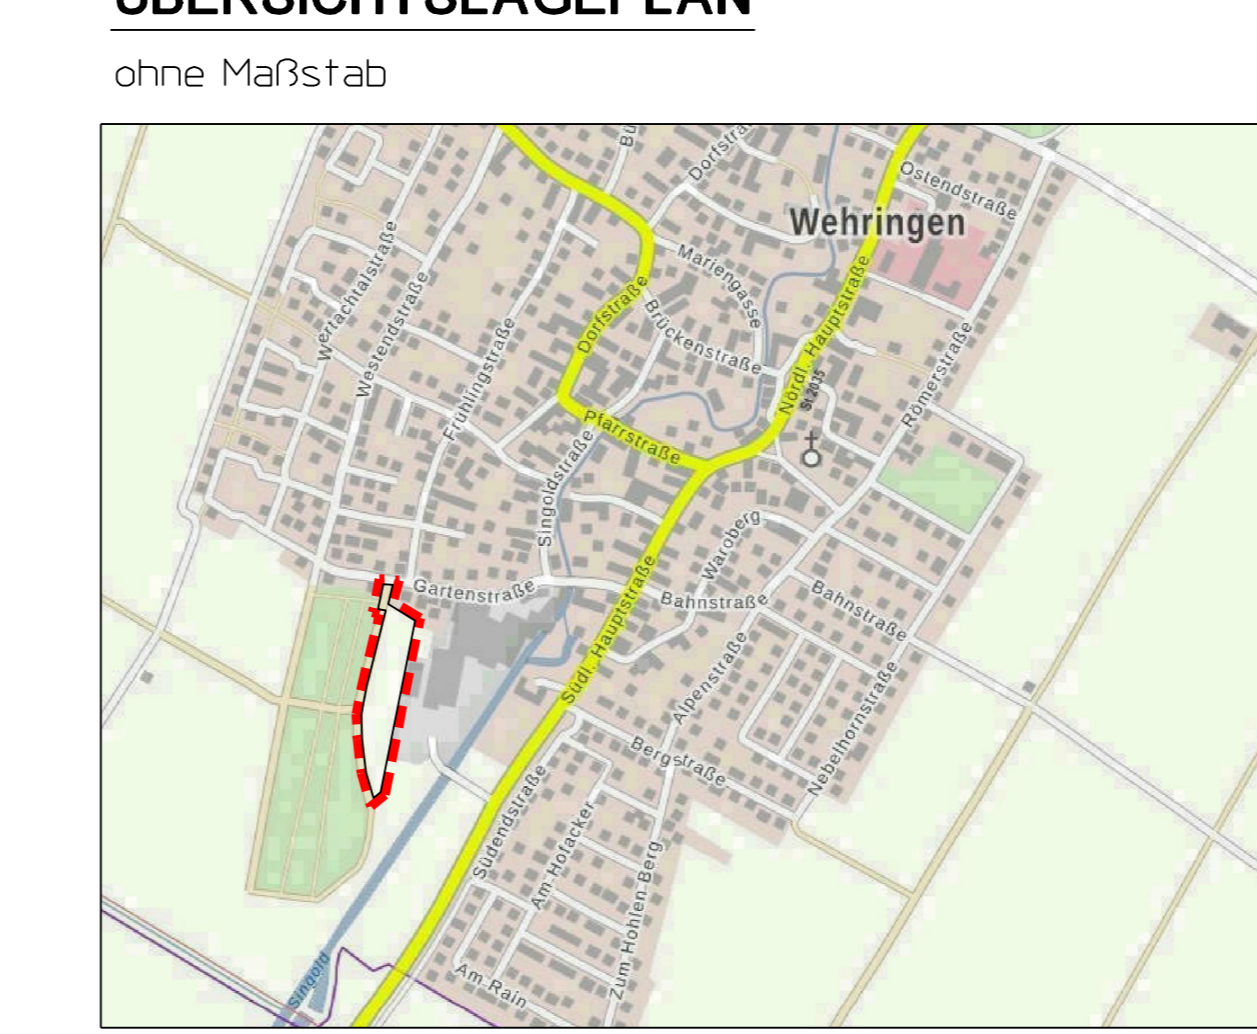 ÜBERSICHTSLAGEPLAN
ohne Maßstab
Dorfstraße
Ostendstraße
Wehringen
Wertachtalstraße
Westendstraße
Mariengasse
Dorfstraße
Brückenstraße
Nördl. Hauptstraße
St 2035
Frühlingstraße
Römerstraße
Pfarrstraße
Singoldstraße
Waroberg
Gartenstraße
Bahnstraße
Bahnstraße
Südl. Hauptstraße
Alpenstraße
Nebelhornstraße
Bergstraße
Südendstraße
Am Hofacker
Zum Hohlen Berg
Singold
Am Rain